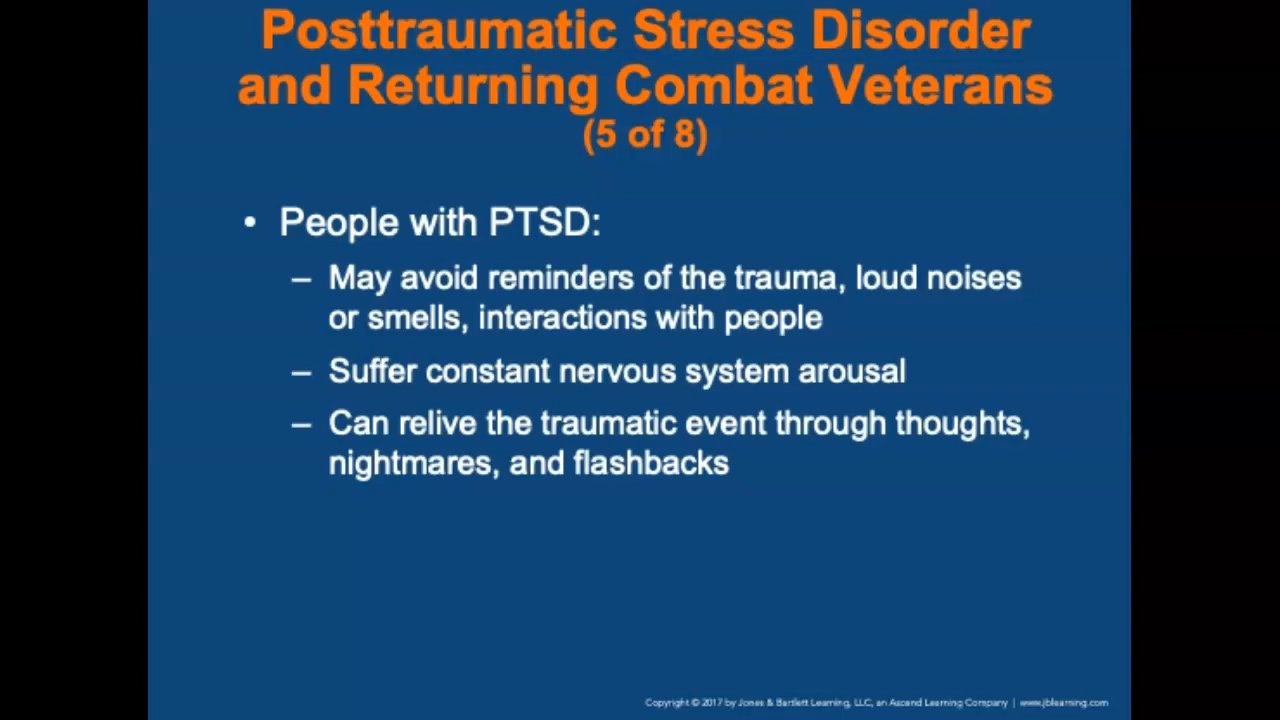 Posttraumatic Stress Disorder
and Returning Combat Veterans
(5 of 8)
• People with PTSD:
– May avoid reminders of the trauma, loud noises
or smells, interactions with people
– Suffer constant nervous system arousal
– Can relive the traumatic event through thoughts,
nightmares, and flashbacks
Copyright © 2017 by Jones & Bartlett Learning, LLC, an Ascend Learning Company | www.jblearning.com